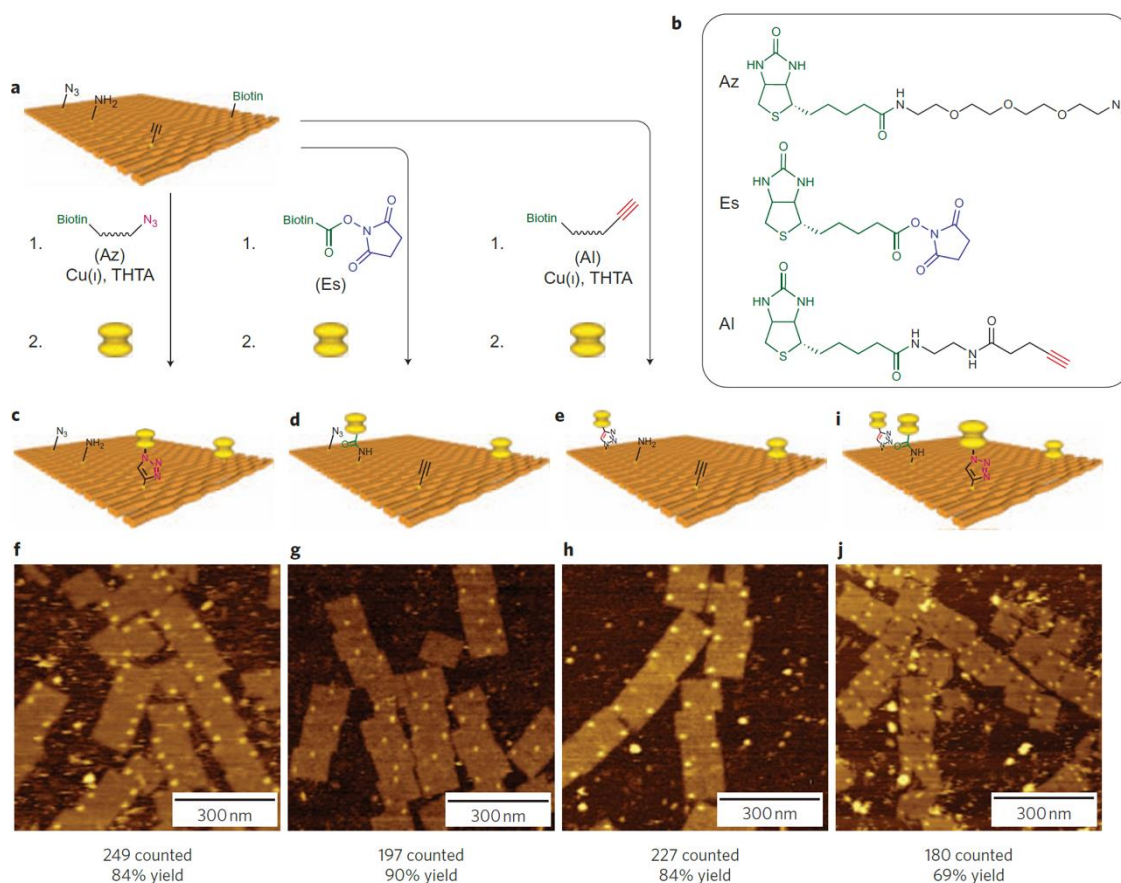 a
N3
NH2
Biotin
1.
Biotin
N3
(Az)
Cu(I), THTA
2.
1.
Biotin
O
O
N
O
O
(Es)
2.
1.
Biotin
(Al)
Cu(I), THTA
2.
b
Az
O
HN
NH
S
O
H
N
O
O
O
N
Es
O
HN
NH
S
O
O
N
O
O
Al
O
HN
NH
S
O
H
N
N
H
O
c
N3
NH2
N
N
N
d
N3
O
NH
e
N
N
N
NH2
i
N
N
N
O
NH
N
N
N
f
300 nm
249 counted
84% yield
g
300 nm
197 counted
90% yield
h
300 nm
227 counted
84% yield
j
300 nm
180 counted
69% yield